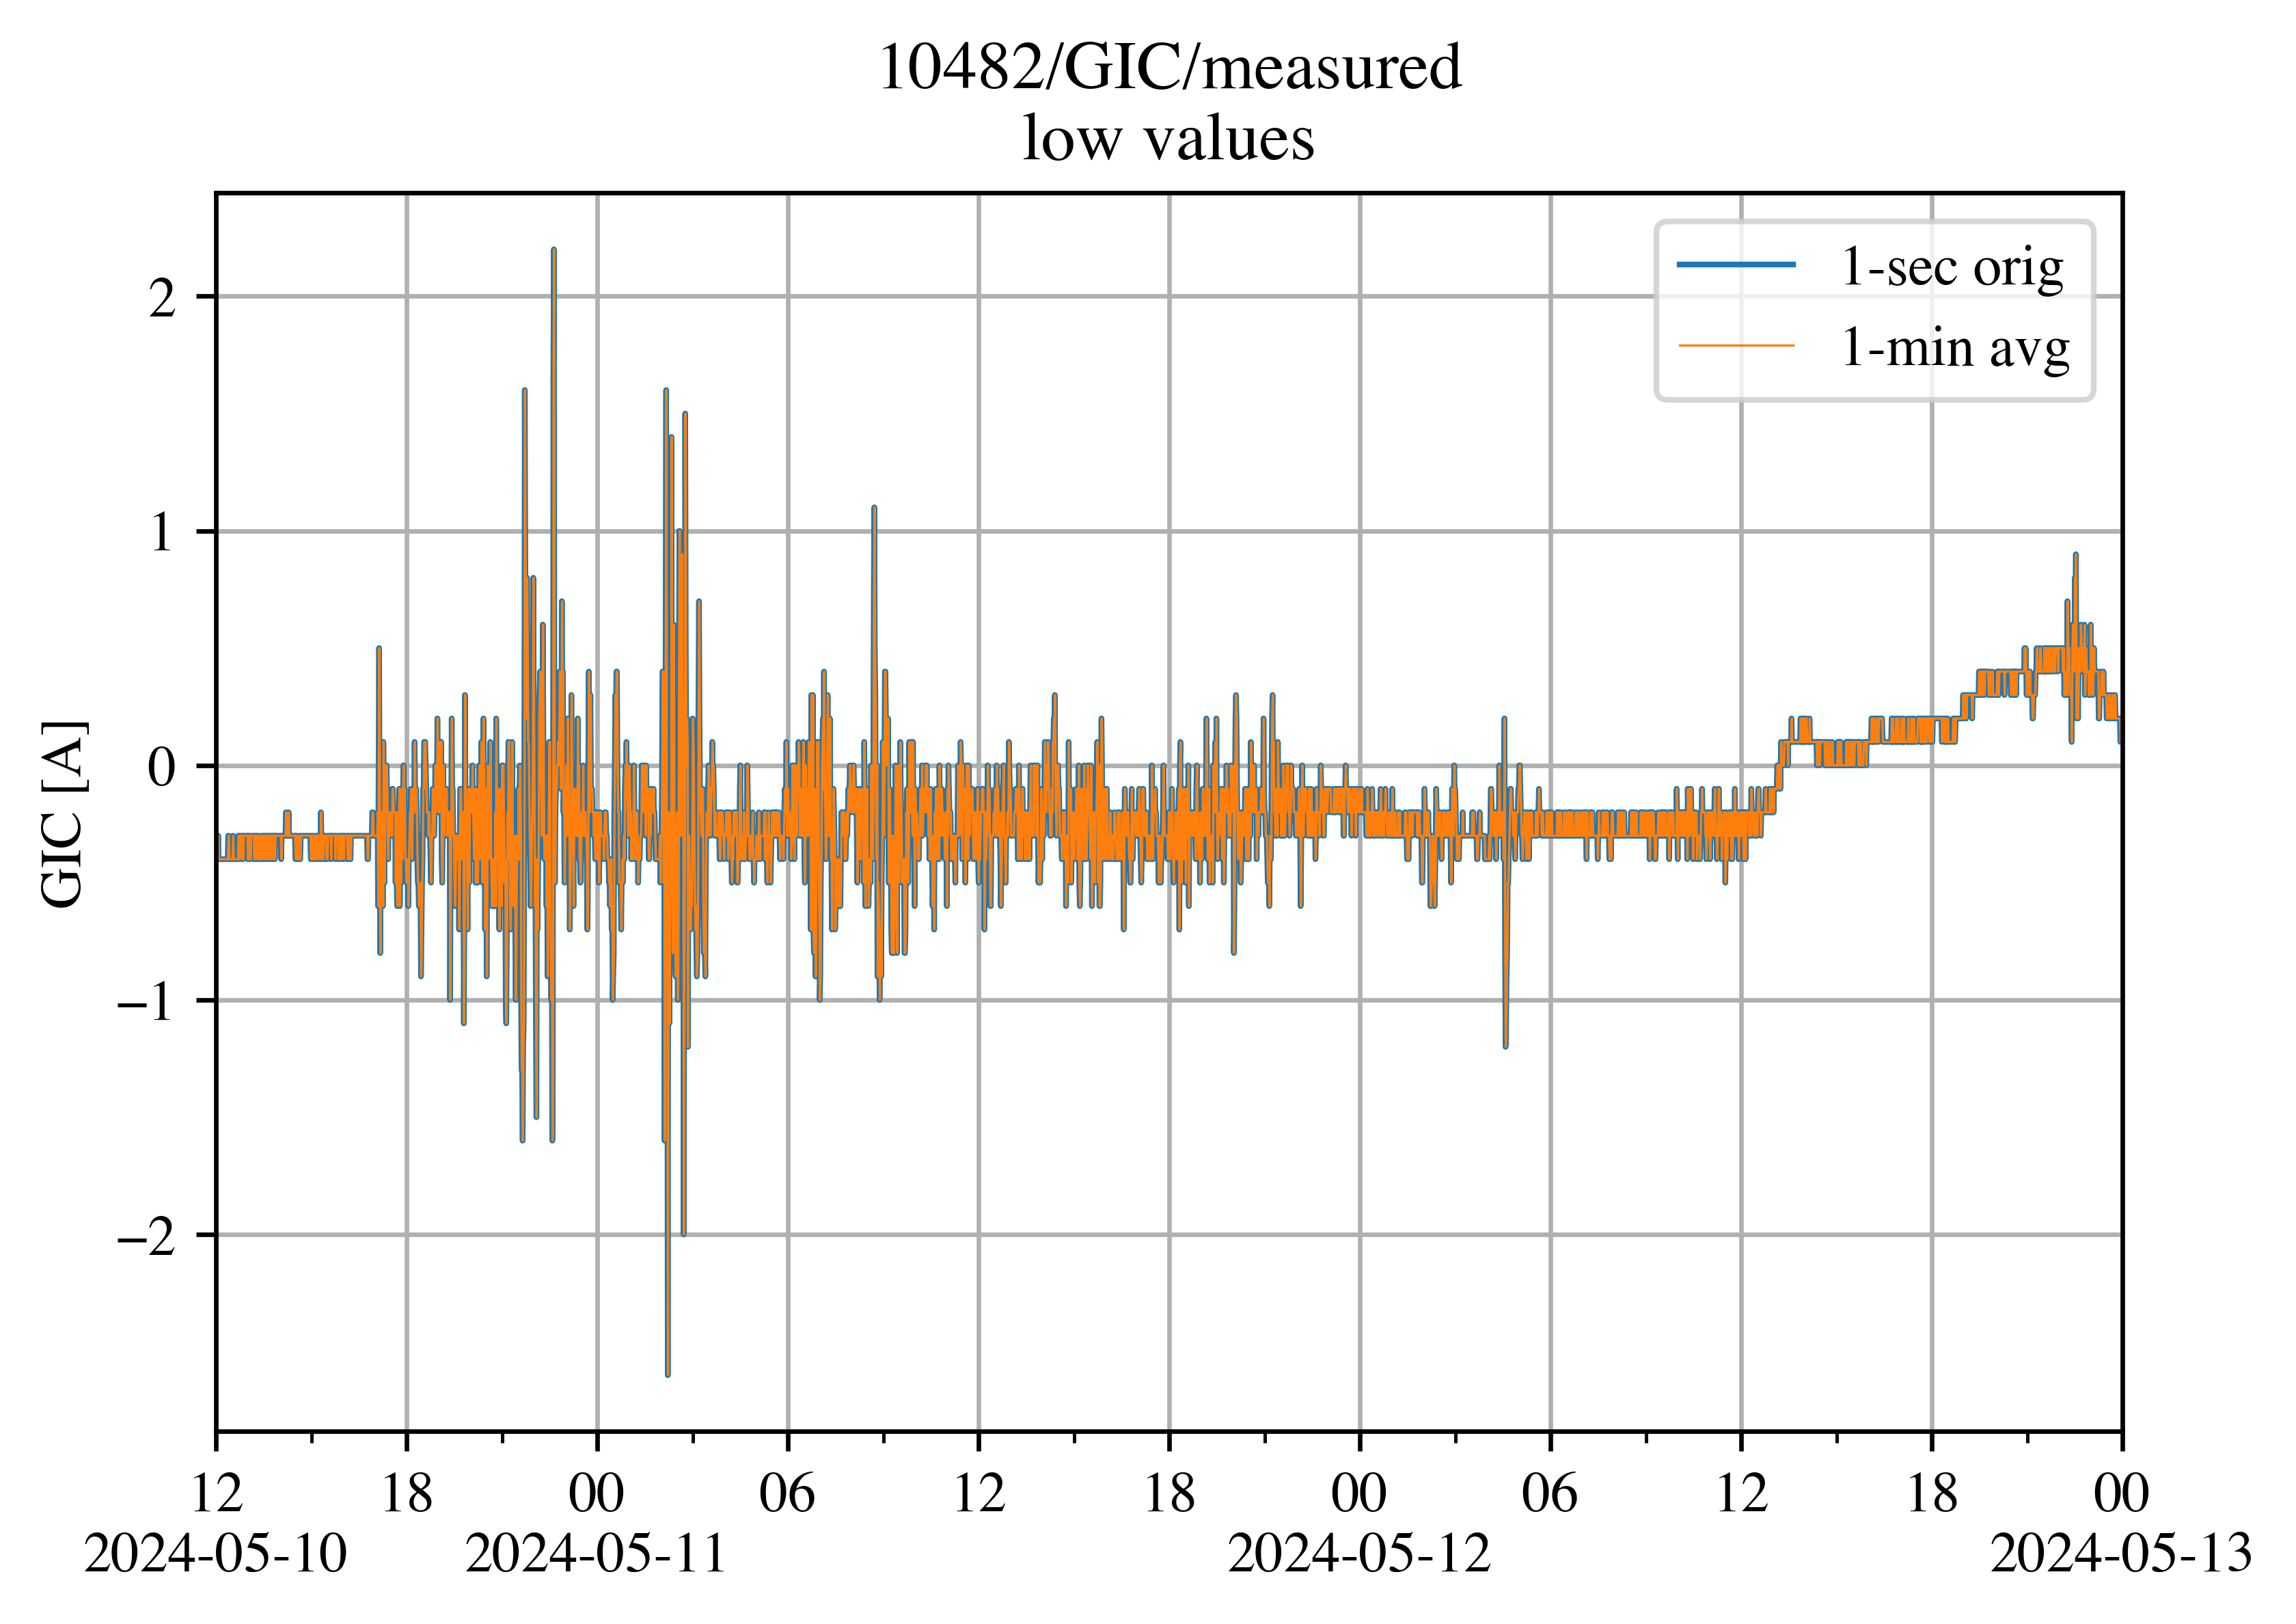 10482/GIC/measured
low values
1-sec orig
1-min avg
GIC [A]
2
1
0
−1
−2
12 18 00 06 12 18 00 06 12 18 00
2024-05-10 2024-05-11 2024-05-12 2024-05-13